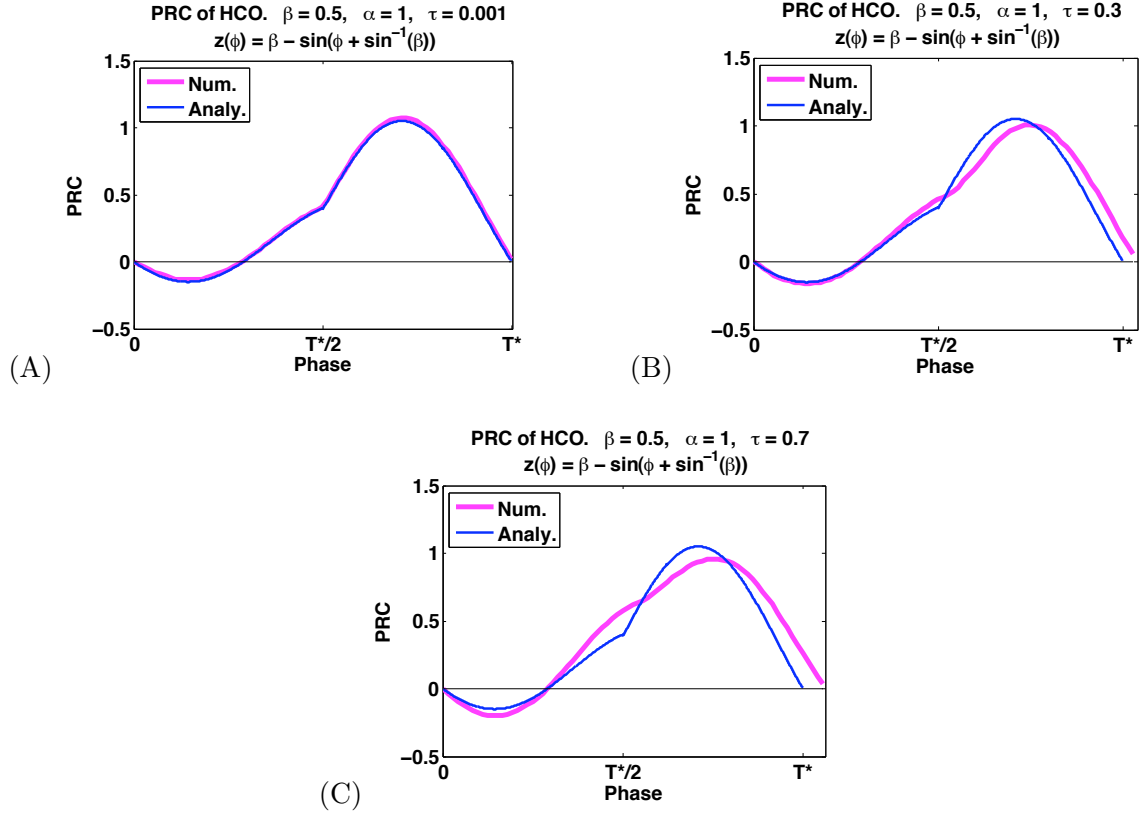 PRC of HCO. β = 0.5, α = 1, τ = 0.001
z(ϕ) = β – sin(ϕ + sin⁻¹(β))
1.5
1
0.5
0
−0.5
PRC
Num.
Analy.
0 T*/2 T*
Phase
(A)
PRC of HCO. β = 0.5, α = 1, τ = 0.3
z(ϕ) = β – sin(ϕ + sin⁻¹(β))
1.5
1
0.5
0
−0.5
PRC
Num.
Analy.
0 T*/2 T*
Phase
(B)
PRC of HCO. β = 0.5, α = 1, τ = 0.7
z(ϕ) = β – sin(ϕ + sin⁻¹(β))
1.5
1
0.5
0
−0.5
PRC
Num.
Analy.
0 T*/2 T*
Phase
(C)